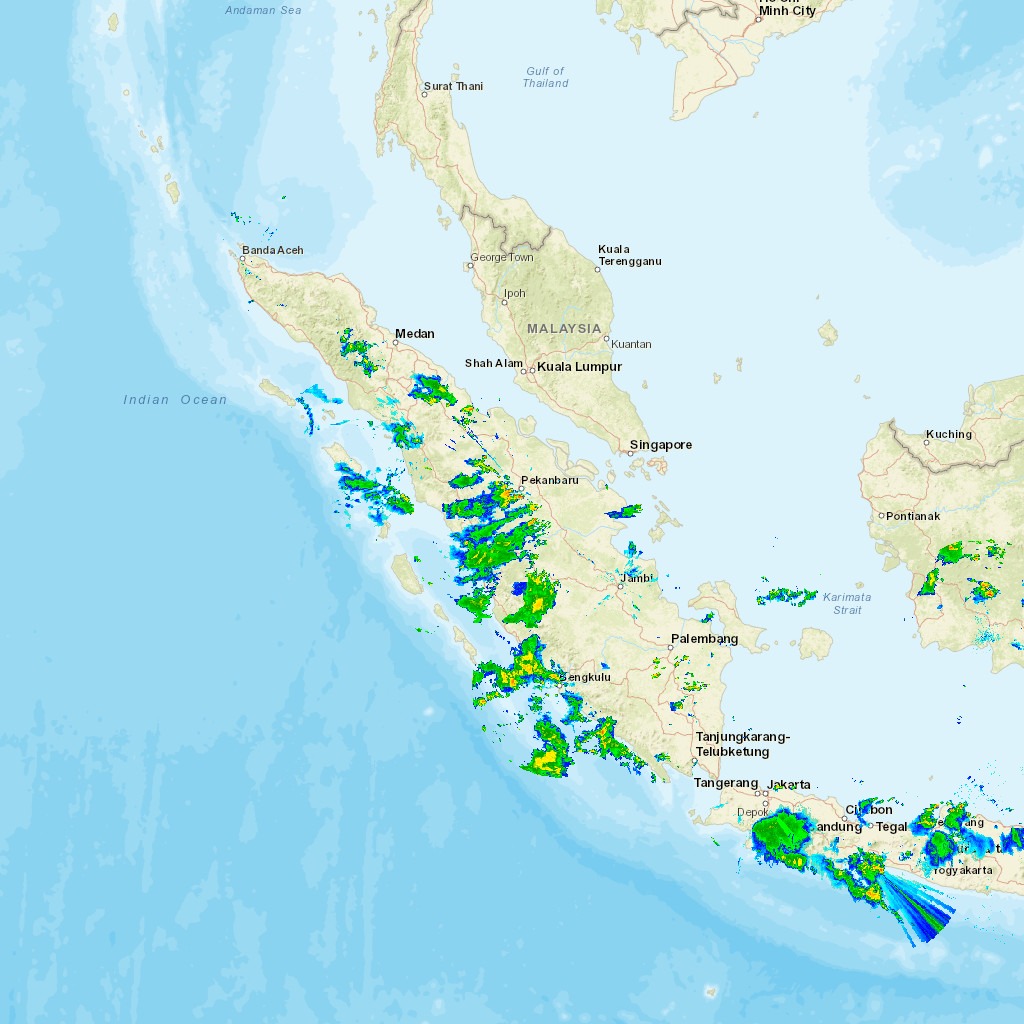 Andaman Sea
Minh City
Gulf of
Thailand
Surat Thani
Banda Aceh
George Town
Kuala
Terengganu
Ipoh
MALAYSIA
Medan
Kuantan
Shah Alam
Kuala Lumpur
Indian Ocean
Singapore
Kuching
Pekanbaru
Pontianak
Jambi
Karimata
Strait
Palembang
Bengkulu
Tanjungkarang-
Telubketung
Tangerang
Jakarta
Depok
Tegal
Yogyakarta